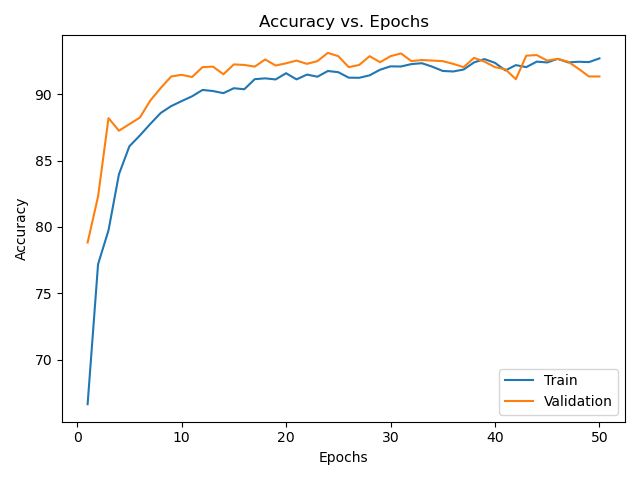 Accuracy vs. Epochs
Accuracy
90
85
80
75
70
0 10 20 30 40 50
Epochs
Train
Validation